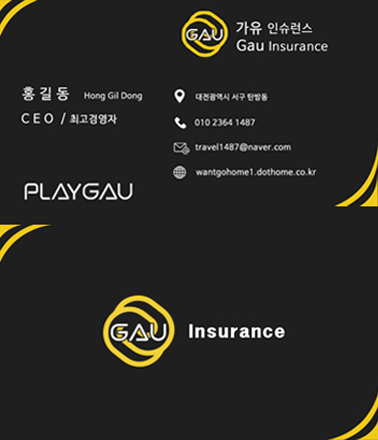 GAU
가유 인슈런스
Gau Insurance
홍길동 Hong Gil Dong
CEO / 최고경영자
대전광역시 서구 탄방동
010 2364 1487
travel1487@naver.com
wantgohome1.dothome.co.kr
PLAYGAU
GAU Insurance